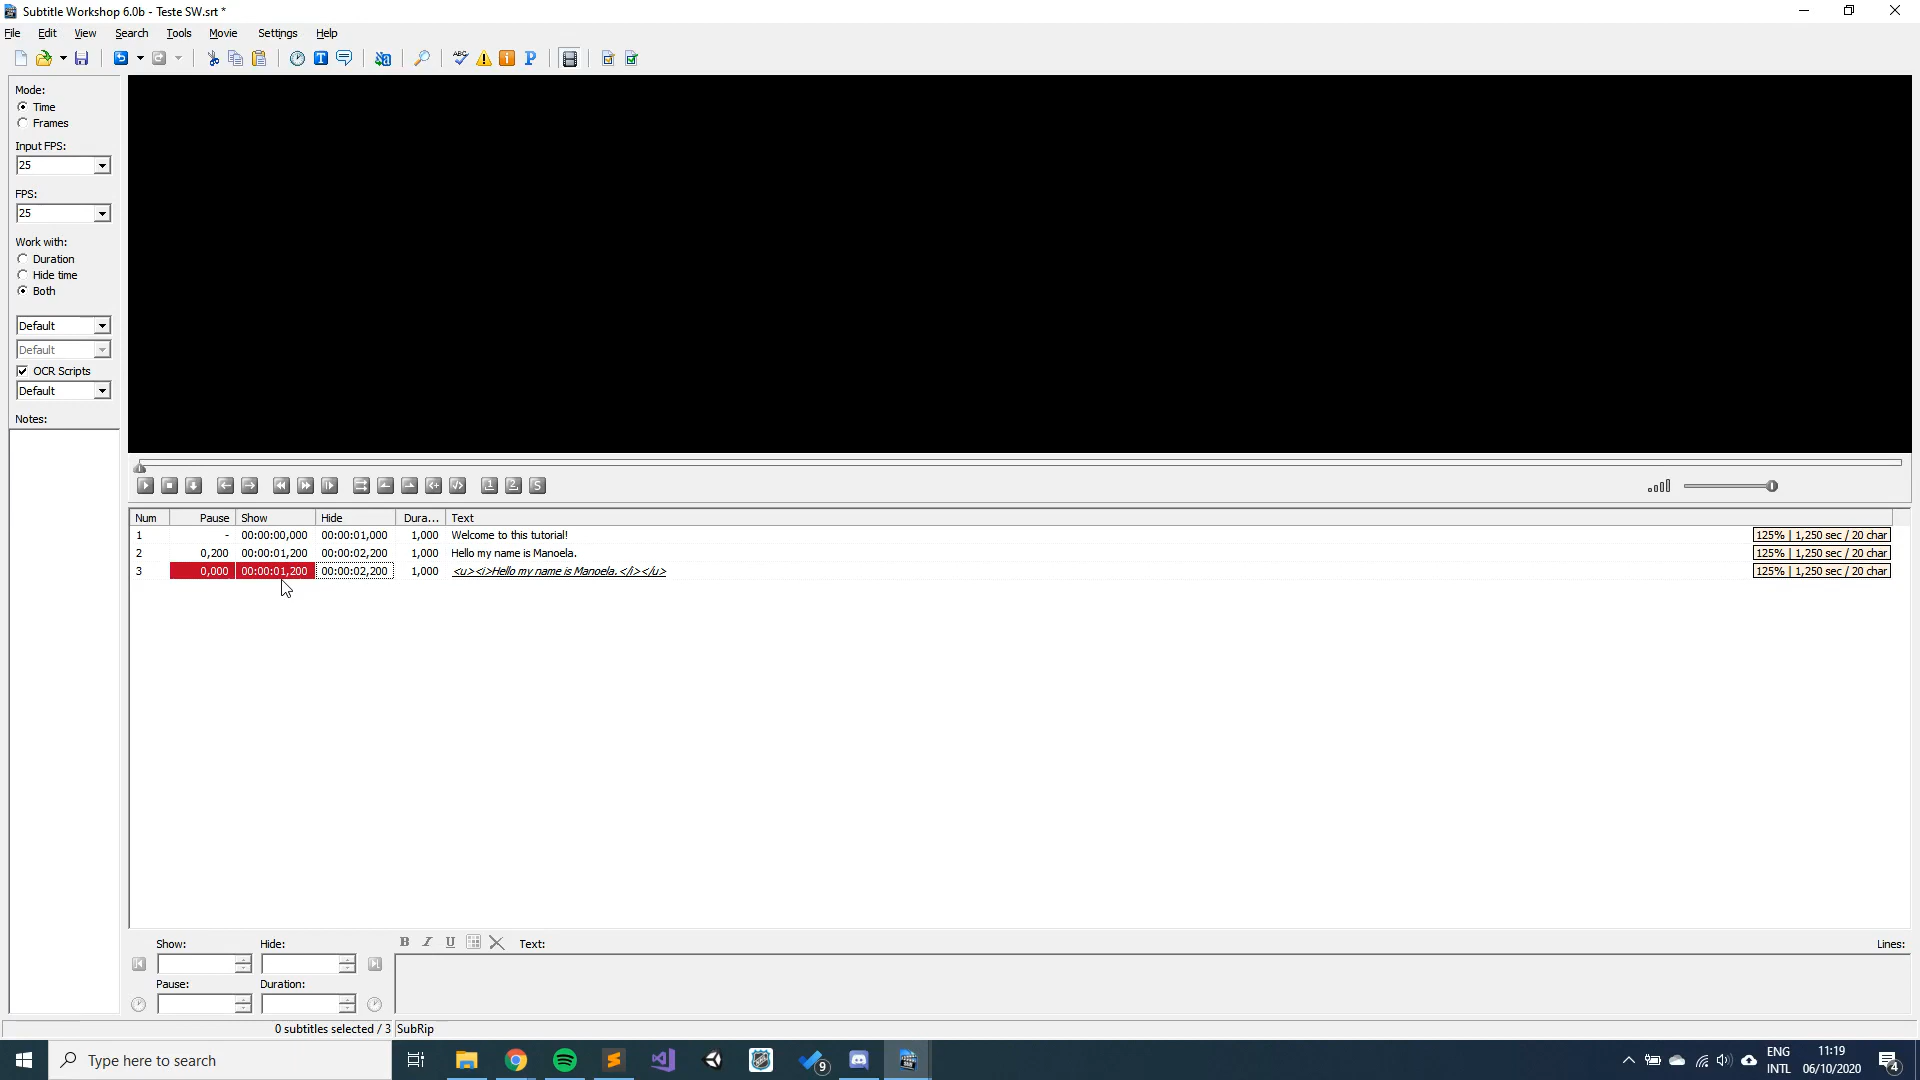 Subtitle Workshop 6.0b - Teste SW.srt *
File Edit View Search Tools Movie Settings Help
Mode:
Time
Frames
Input FPS:
25
FPS:
25
Work with:
Duration
Hide time
Both
Default
Default
OCR Scripts
Default
Notes:
Num Pause Show Hide Dura... Text
1 - 00:00:00,000 00:00:01,000 1,000 Welcome to this tutorial! 125% | 1,250 sec / 20 char
2 0,200 00:00:01,200 00:00:02,200 1,000 Hello my name is Manoela. 125% | 1,250 sec / 20 char
3 0,000 00:00:01,200 00:00:02,200 1,000 <u><i>Hello my name is Manoela.</i></u> 125% | 1,250 sec / 20 char
Show: Hide: B I U Text: Lines:
Pause: Duration:
0 subtitles selected / 3 SubRip
Type here to search
9
ENG
INTL
11:19
06/10/2020
4